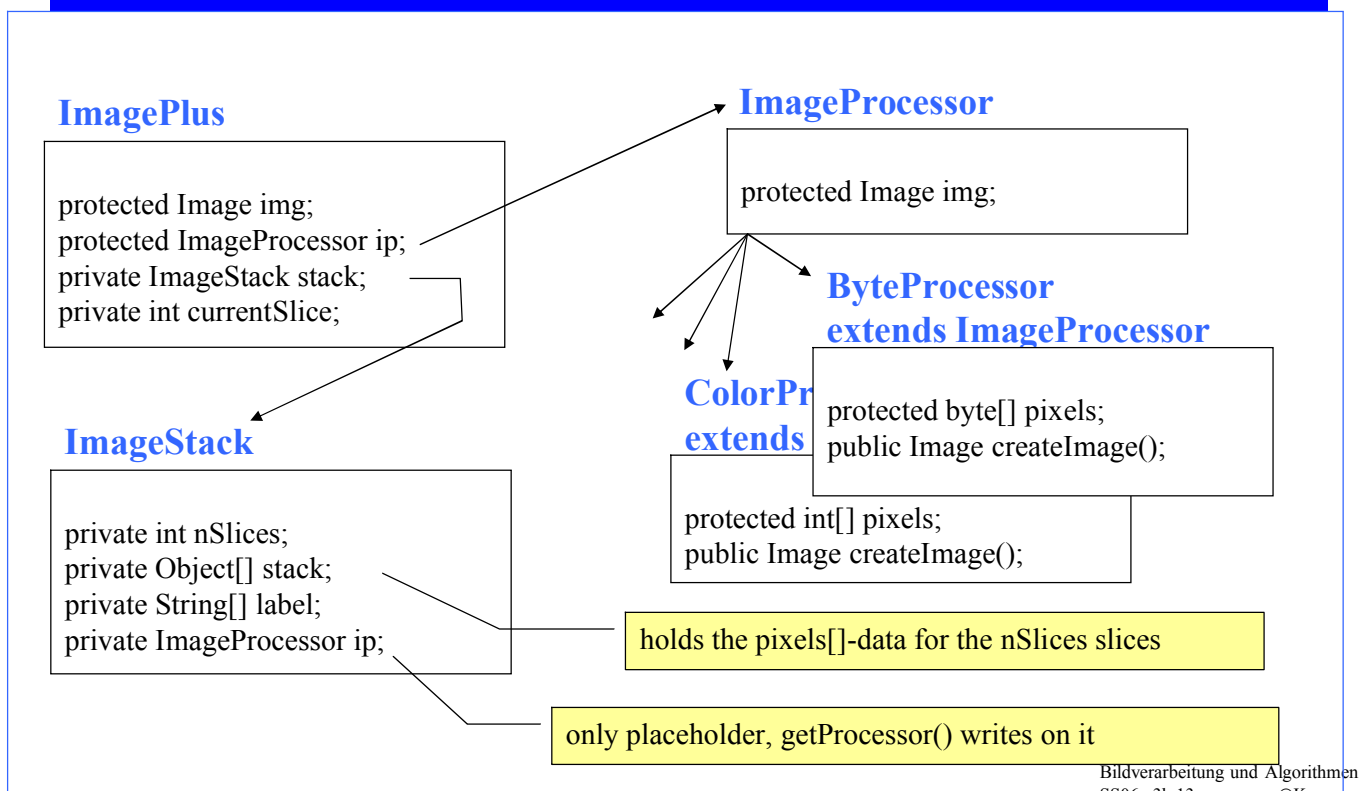 ImagePlus
protected Image img;
protected ImageProcessor ip;
private ImageStack stack;
private int currentSlice;
ImageProcessor
protected Image img;
ByteProcessor
extends ImageProcessor
protected byte[] pixels;
public Image createImage();
ColorPr
extends
protected int[] pixels;
public Image createImage();
ImageStack
private int nSlices;
private Object[] stack;
private String[] label;
private ImageProcessor ip;
holds the pixels[]-data for the nSlices slices
only placeholder, getProcessor() writes on it
Bildverarbeitung und Algorithmen